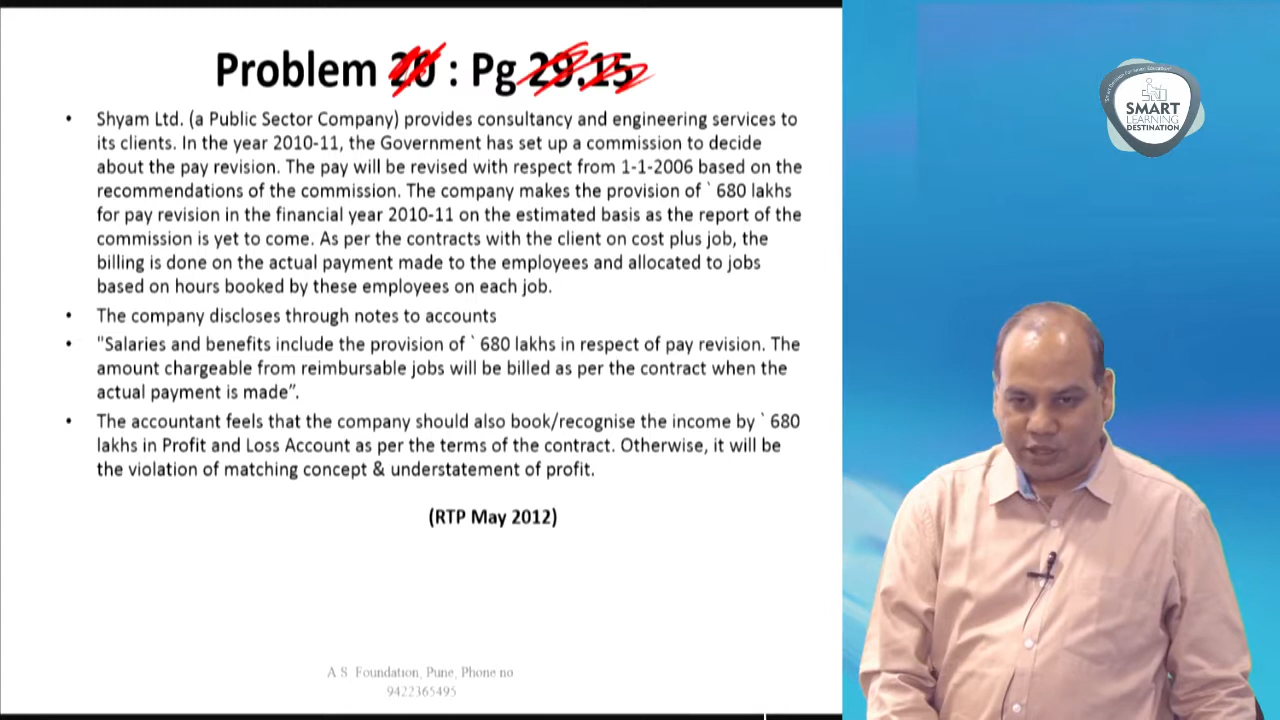 Problem 20 : Pg 29.15
• Shyam Ltd. (a Public Sector Company) provides consultancy and engineering services to
its clients. In the year 2010-11, the Government has set up a commission to decide
about the pay revision. The pay will be revised with respect from 1-1-2006 based on the
recommendations of the commission. The company makes the provision of ` 680 lakhs
for pay revision in the financial year 2010-11 on the estimated basis as the report of the
commission is yet to come. As per the contracts with the client on cost plus job, the
billing is done on the actual payment made to the employees and allocated to jobs
based on hours booked by these employees on each job.
• The company discloses through notes to accounts
• "Salaries and benefits include the provision of ` 680 lakhs in respect of pay revision. The
amount chargeable from reimbursable jobs will be billed as per the contract when the
actual payment is made”.
• The accountant feels that the company should also book/recognise the income by ` 680
lakhs in Profit and Loss Account as per the terms of the contract. Otherwise, it will be
the violation of matching concept & understatement of profit.
(RTP May 2012)
A.S. Foundation, Pune, Phone no
9422365495
SMART
LEARNING
DESTINATION